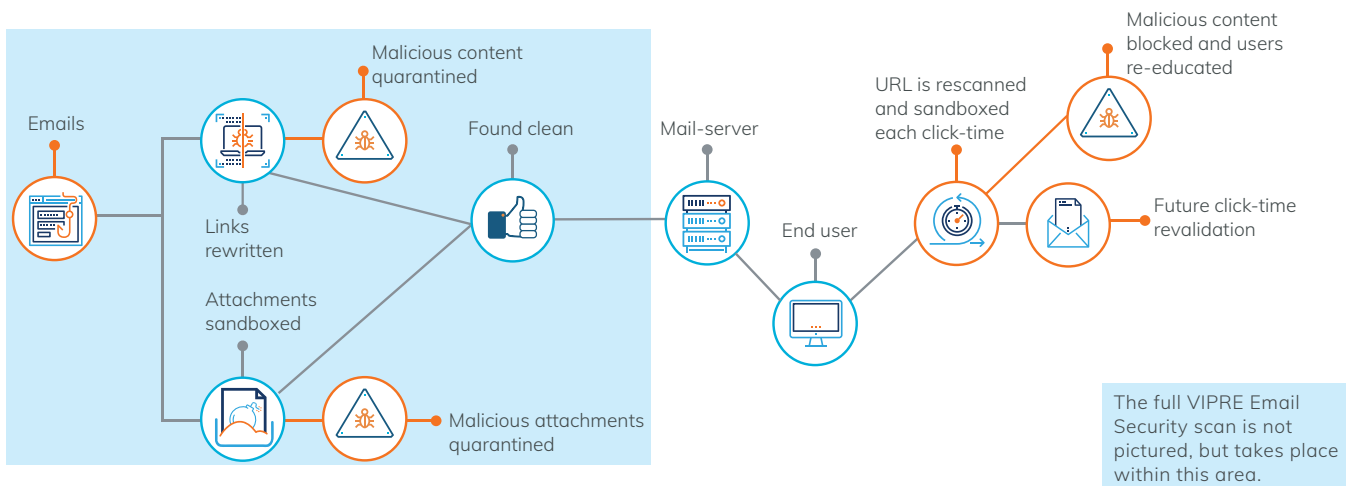 Emails
Malicious content
quarantined
Links
rewritten
Attachments
sandboxed
Malicious attachments
quarantined
Found clean
Mail-server
End user
URL is rescanned
and sandboxed
each click-time
Malicious content
blocked and users
re-educated
Future click-time
revalidation
The full VIPRE Email
Security scan is not
pictured, but takes place
within this area.